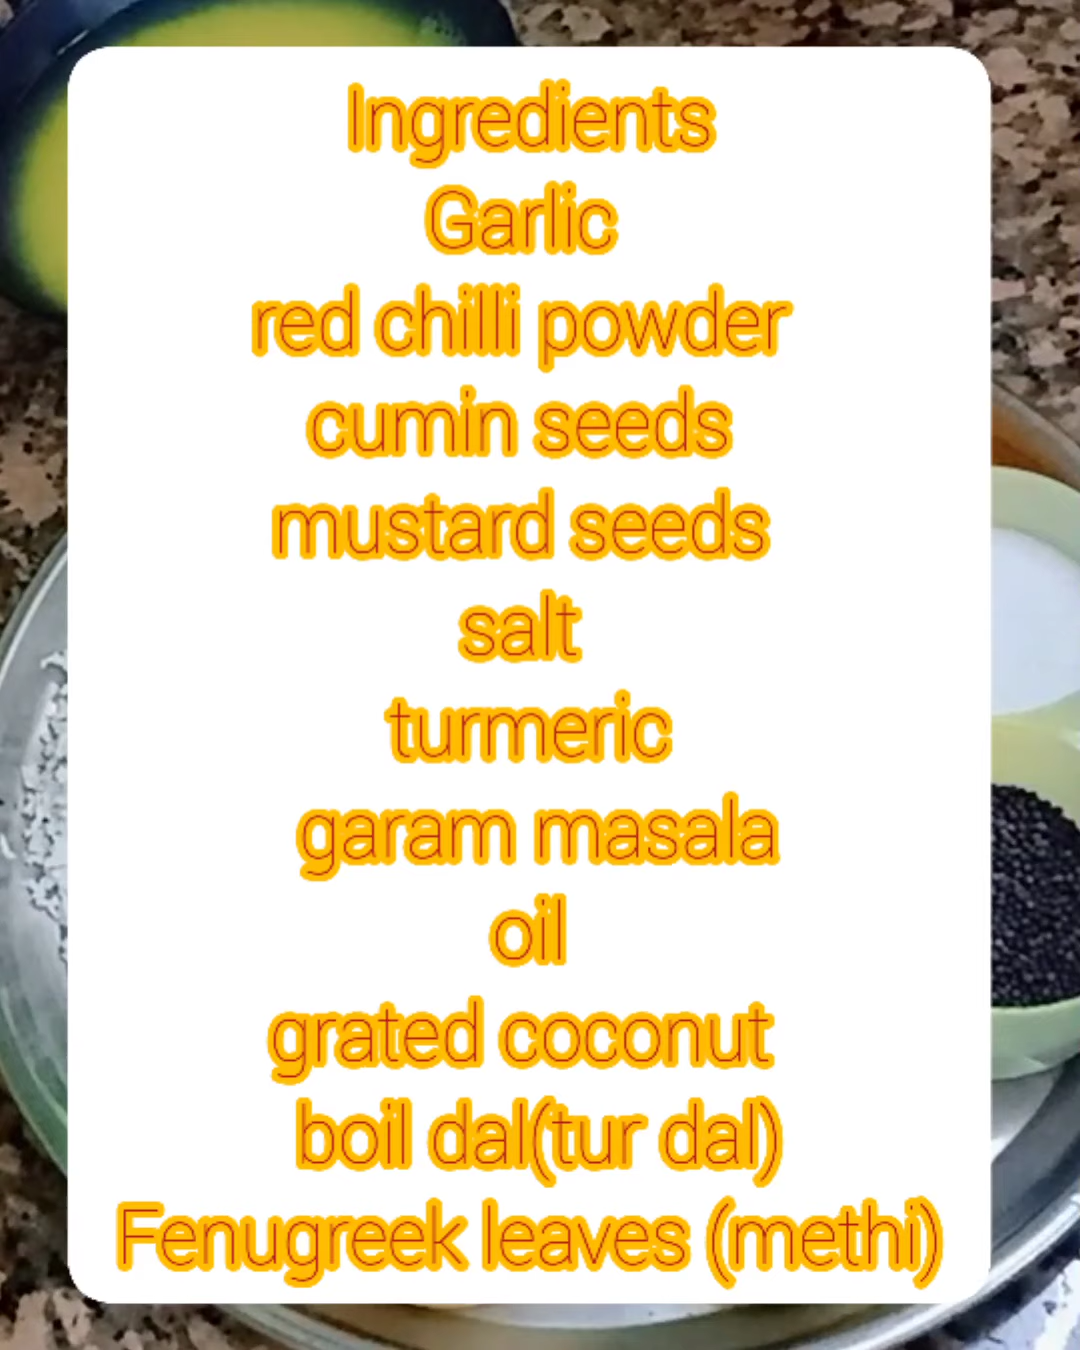 Ingredients
Garlic
red chilli powder
cumin seeds
mustard seeds
salt
turmeric
garam masala
oil
grated coconut
boil dal(tur dal)
Fenugreek leaves (methi)